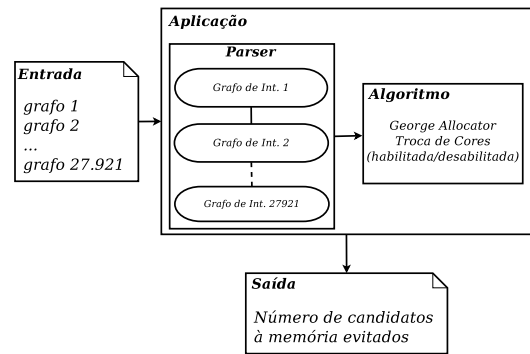 Aplicação
Parser
Entrada
grafo 1
grafo 2
...
grafo 27.921
Grafo de Int. 1
Grafo de Int. 2
Grafo de Int. 27921
Algoritmo
George Allocator
Troca de Cores
(habilitada/desabilitada)
Saída
Número de candidatos
à memória evitados